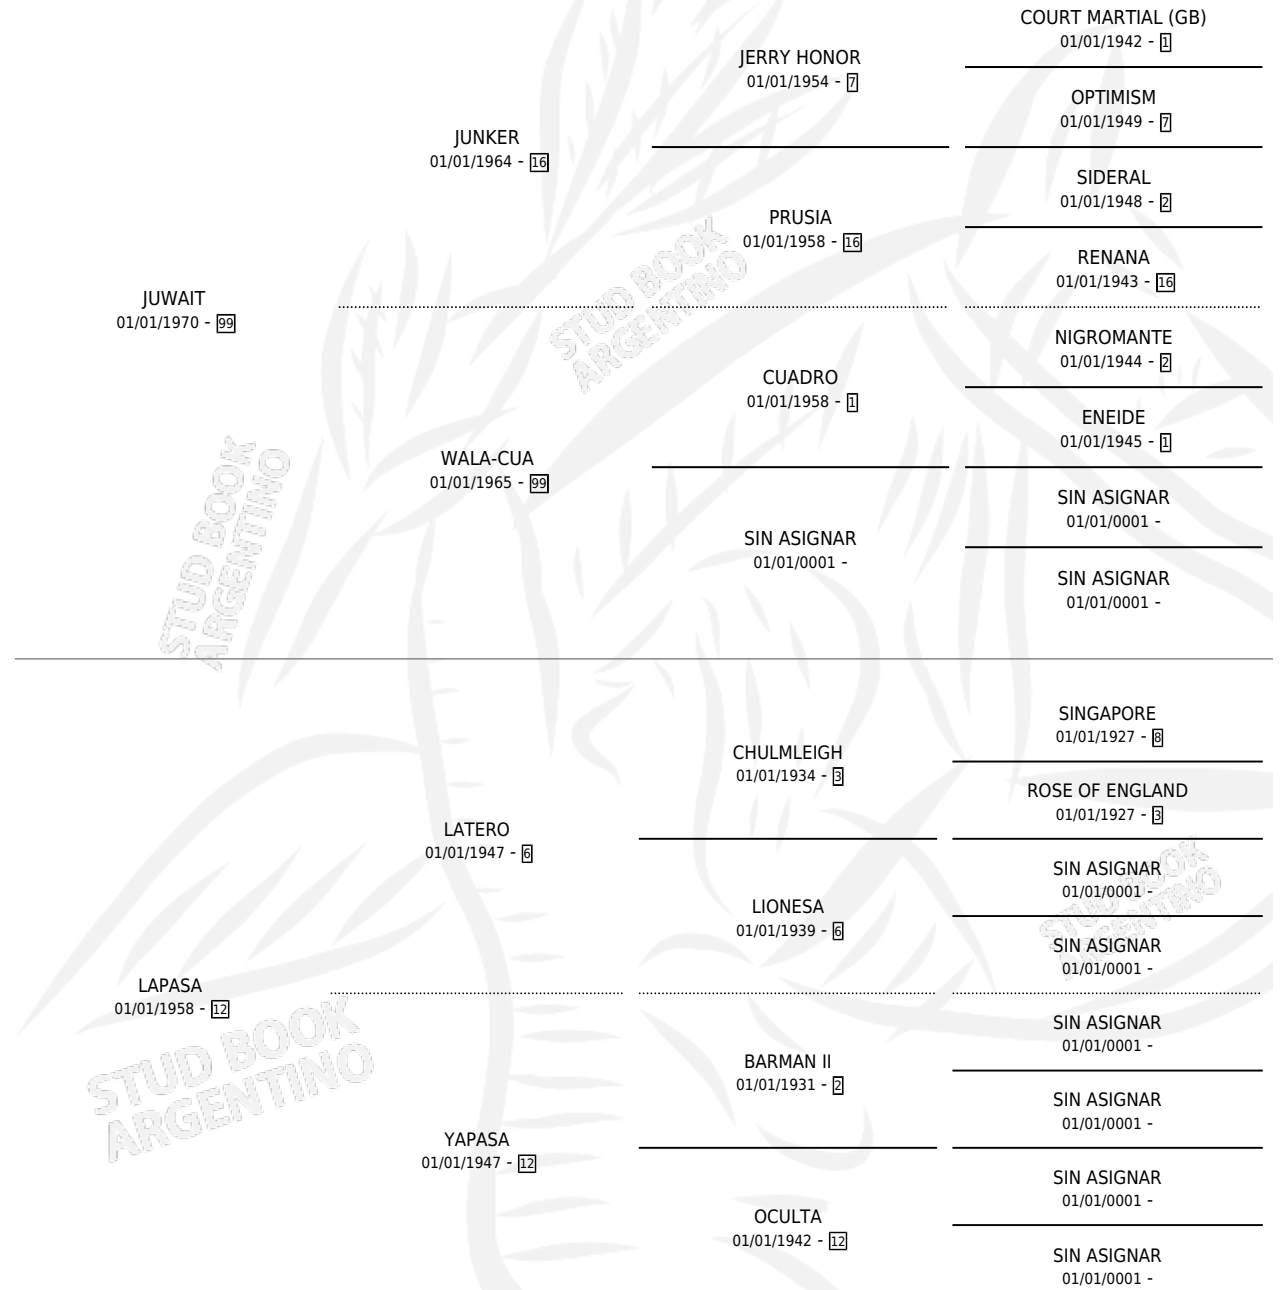 COURT MARTIAL (GB)
01/01/1942 - 1
JERRY HONOR
01/01/1954 - 7
OPTIMISM
01/01/1949 - 7
JUNKER
01/01/1964 - 16
SIDERAL
01/01/1948 - 2
PRUSIA
01/01/1958 - 16
RENANA
01/01/1943 - 16
JUWAIT
01/01/1970 - 99
NIGROMANTE
01/01/1944 - 2
CUADRO
01/01/1958 - 1
ENEIDE
01/01/1945 - 1
WALA-CUA
01/01/1965 - 99
SIN ASIGNAR
01/01/0001 -
SIN ASIGNAR
01/01/0001 -
SIN ASIGNAR
01/01/0001 -
SINGAPORE
01/01/1927 - 8
CHULMLEIGH
01/01/1934 - 3
ROSE OF ENGLAND
01/01/1927 - 3
LATERO
01/01/1947 - 6
SIN ASIGNAR
01/01/0001 -
LIONESA
01/01/1939 - 6
SIN ASIGNAR
01/01/0001 -
LAPASA
01/01/1958 - 12
SIN ASIGNAR
01/01/0001 -
BARMAN II
01/01/1931 - 2
SIN ASIGNAR
01/01/0001 -
YAPASA
01/01/1947 - 12
SIN ASIGNAR
01/01/0001 -
OCULTA
01/01/1942 - 12
SIN ASIGNAR
01/01/0001 -
STUD BOOK
ARGENTINO
STUD BOOK
ARGENTINO
STUD BOOK
ARGENTINO
STUD BOOK
ARGENTINO